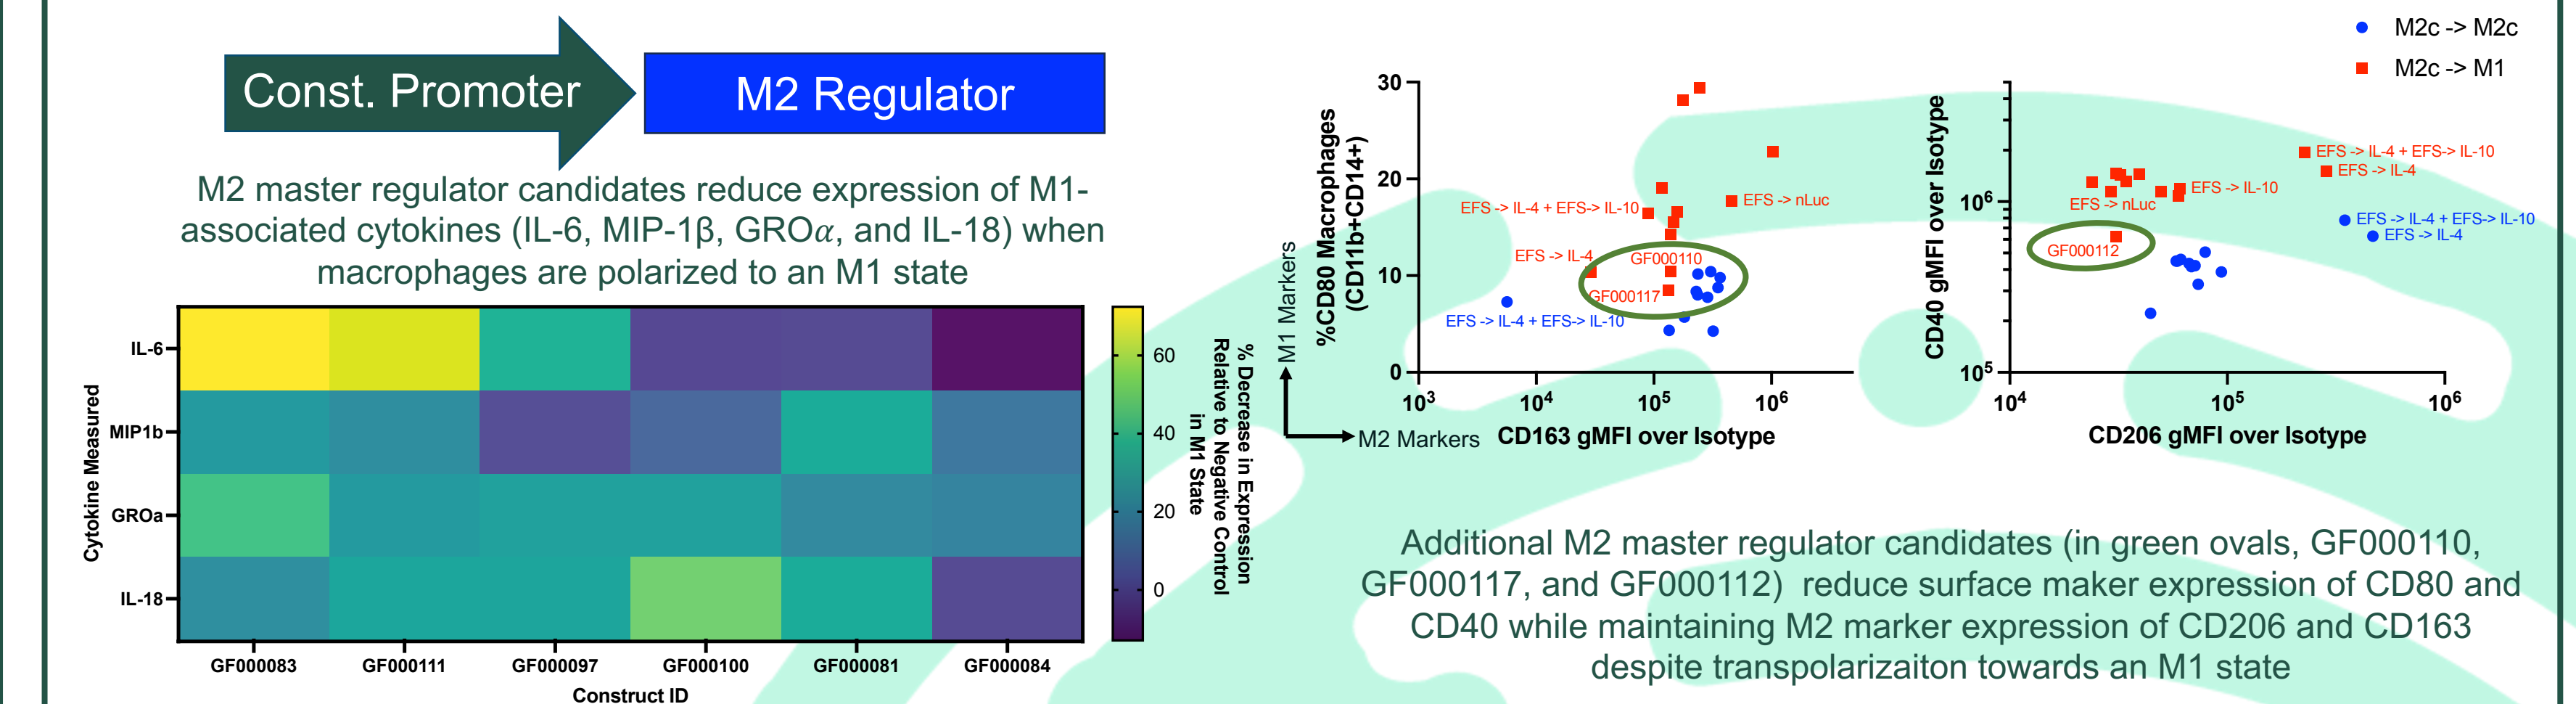 Const. Promoter
M2 Regulator
M2 master regulator candidates reduce expression of M1-
associated cytokines (IL-6, MIP-1β, GRO𝛼, and IL-18) when
macrophages are polarized to an M1 state
Cytokine Measured
IL-6
MIP1b
GROa
IL-18
GF000083
GF000111
GF000097
GF000100
GF000081
GF000084
Construct ID
60
40
20
0
% Decrease in Expression
Relative to Negative Control
in M1 State
M2c -> M2c
M2c -> M1
M1 Markers
M2 Markers
%CD80 Macrophages
(CD11b+CD14+)
30
20
10
0
10³
10⁴
10⁵
10⁶
CD163 gMFI over Isotype
EFS -> IL-4 + EFS-> IL-10
EFS -> nLuc
EFS -> IL-4
GF000110
GF000117
EFS -> IL-4 + EFS-> IL-10
CD40 gMFI over Isotype
10⁶
10⁵
10⁴
10⁵
10⁶
CD206 gMFI over Isotype
EFS -> IL-4 + EFS-> IL-10
EFS -> IL-4
EFS -> IL-10
EFS -> nLuc
EFS -> IL-4 + EFS-> IL-10
EFS -> IL-4
GF000112
Additional M2 master regulator candidates (in green ovals, GF000110,
GF000117, and GF000112) reduce surface maker expression of CD80 and
CD40 while maintaining M2 marker expression of CD206 and CD163
despite transpolarizaiton towards an M1 state